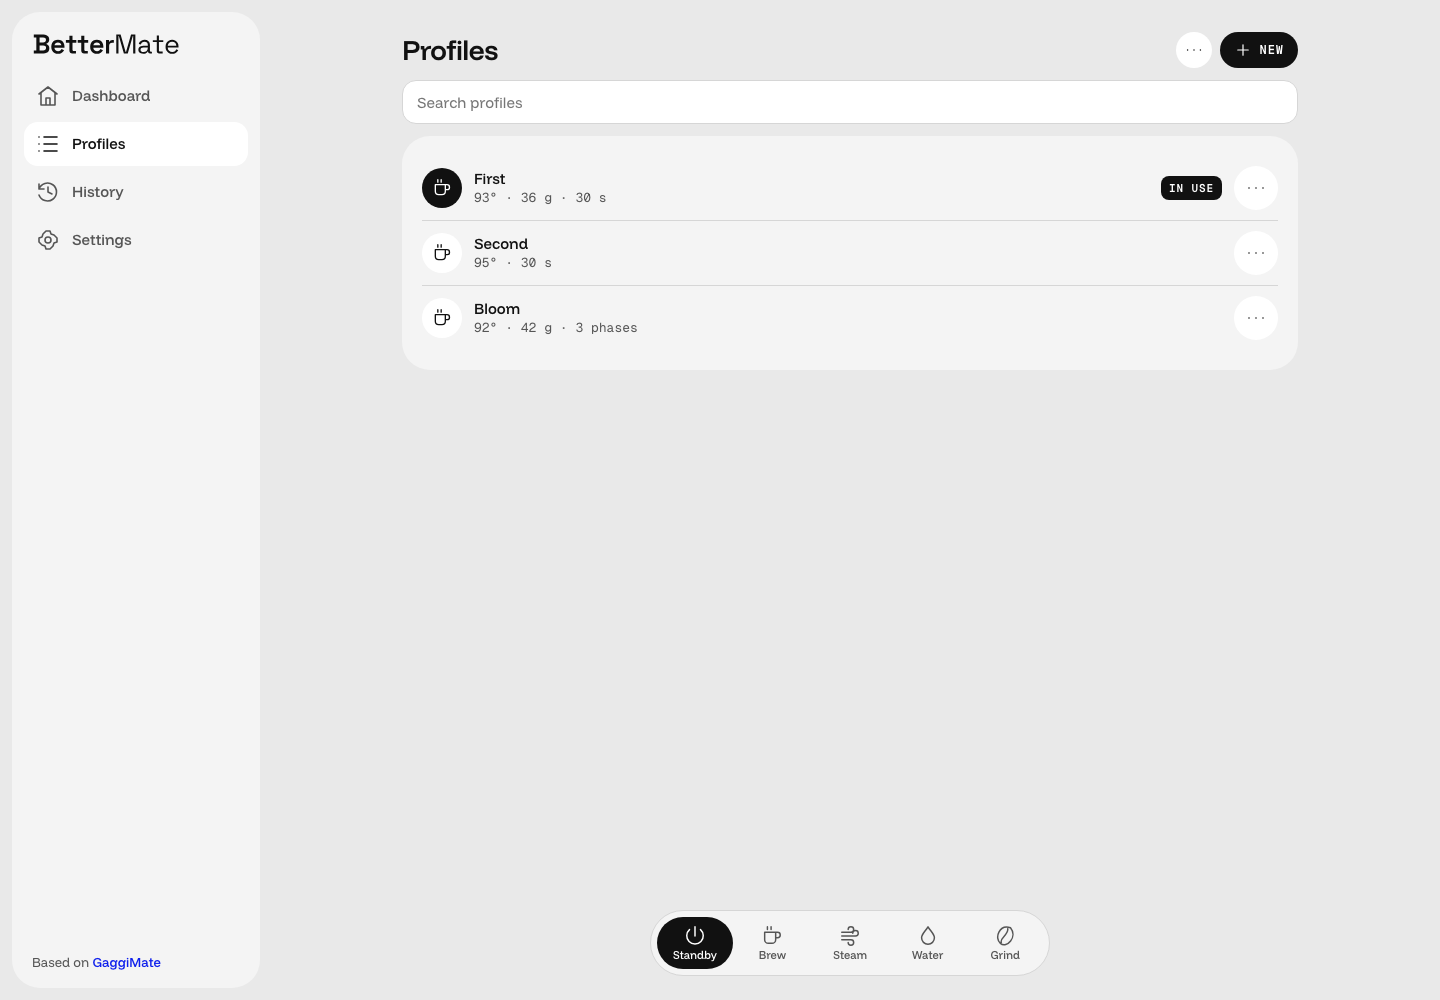 BetterMate
Dashboard
Profiles
History
Settings
Based on GaggiMate
Profiles
NEW
Search profiles
First
93° · 36 g · 30 s
IN USE
Second
95° · 30 s
Bloom
92° · 42 g · 3 phases
Standby
Brew
Steam
Water
Grind